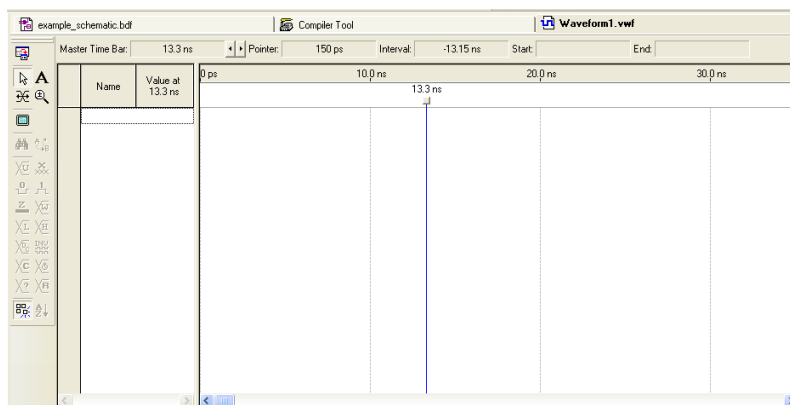 example_schematic.bdf
Compiler Tool
Waveform1.vwf
Master Time Bar: 13.3 ns Pointer: 150 ps Interval: -13.15 ns Start: End:
Name
Value at
13.3 ns
0 ps 10.0 ns 20.0 ns 30.0 ns
13.3 ns